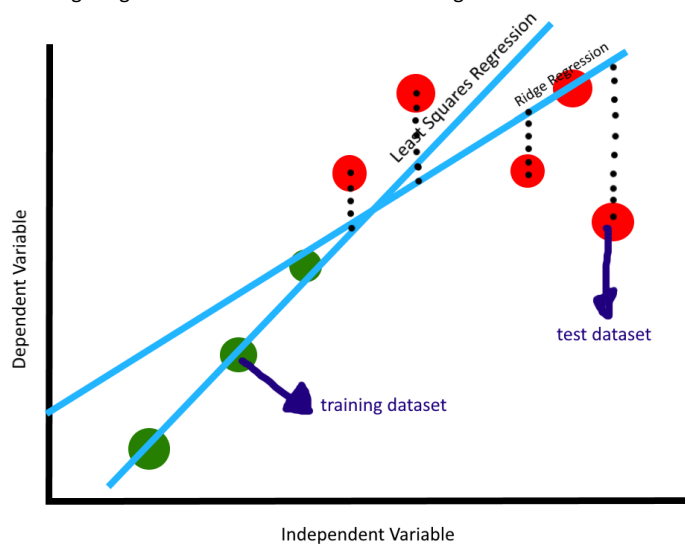 Least Squares Regression
Ridge Regression
Dependent Variable
test dataset
training dataset
Independent Variable